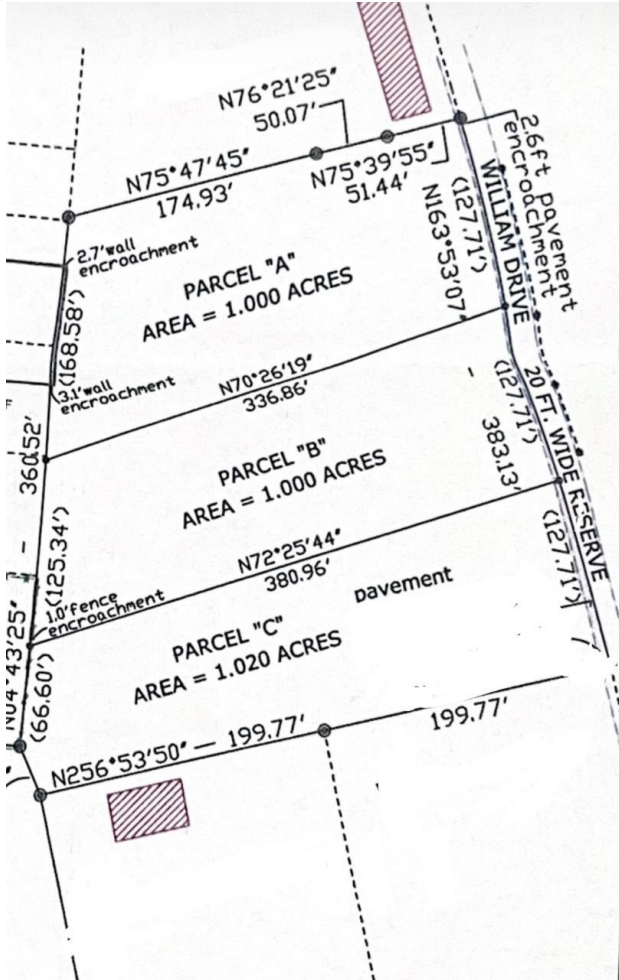 N76°21'25"
50.07'
N75°47'45"
174.93'
N75°39'55"
51.44'
2.6ft pavement
encroachment
WILLIAM DRIVE
(127.71')
N163°53'07"
2.7'wall
encroachment
PARCEL "A"
AREA = 1.000 ACRES
(168.58')
3.1'wall
encroachment
N70°26'19"
336.86'
20 FT. WIDE RESERVE
(127.71')
- 383.13'
N04°43'25" - 360.52'
PARCEL "B"
AREA = 1.000 ACRES
(125.34')
N72°25'44"
380.96'
(127.71')
pavement
1.0'fence
encroachment
PARCEL "C"
AREA = 1.020 ACRES
(66.60')
N256°53'50" — 199.77'
199.77'